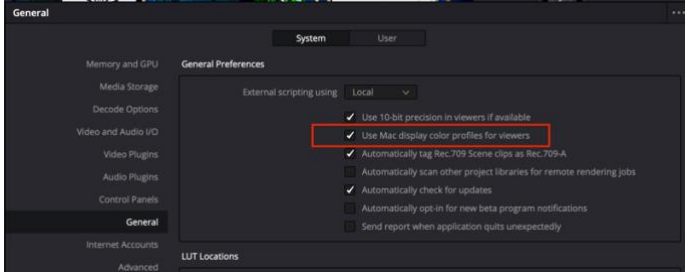 General
System
User
Memory and GPU
Media Storage
Decode Options
Video and Audio I/O
Video Plugins
Audio Plugins
Control Panels
General
Internet Accounts
Advanced
General Preferences
External scripting using Local
Use 10-bit precision in viewers if available
Use Mac display color profiles for viewers
Automatically tag Rec.709 Scene clips as Rec.709-A
Automatically scan other project libraries for remote rendering jobs
Automatically check for updates
Automatically opt-in for new beta program notifications
Send report when application quits unexpectedly
LUT Locations